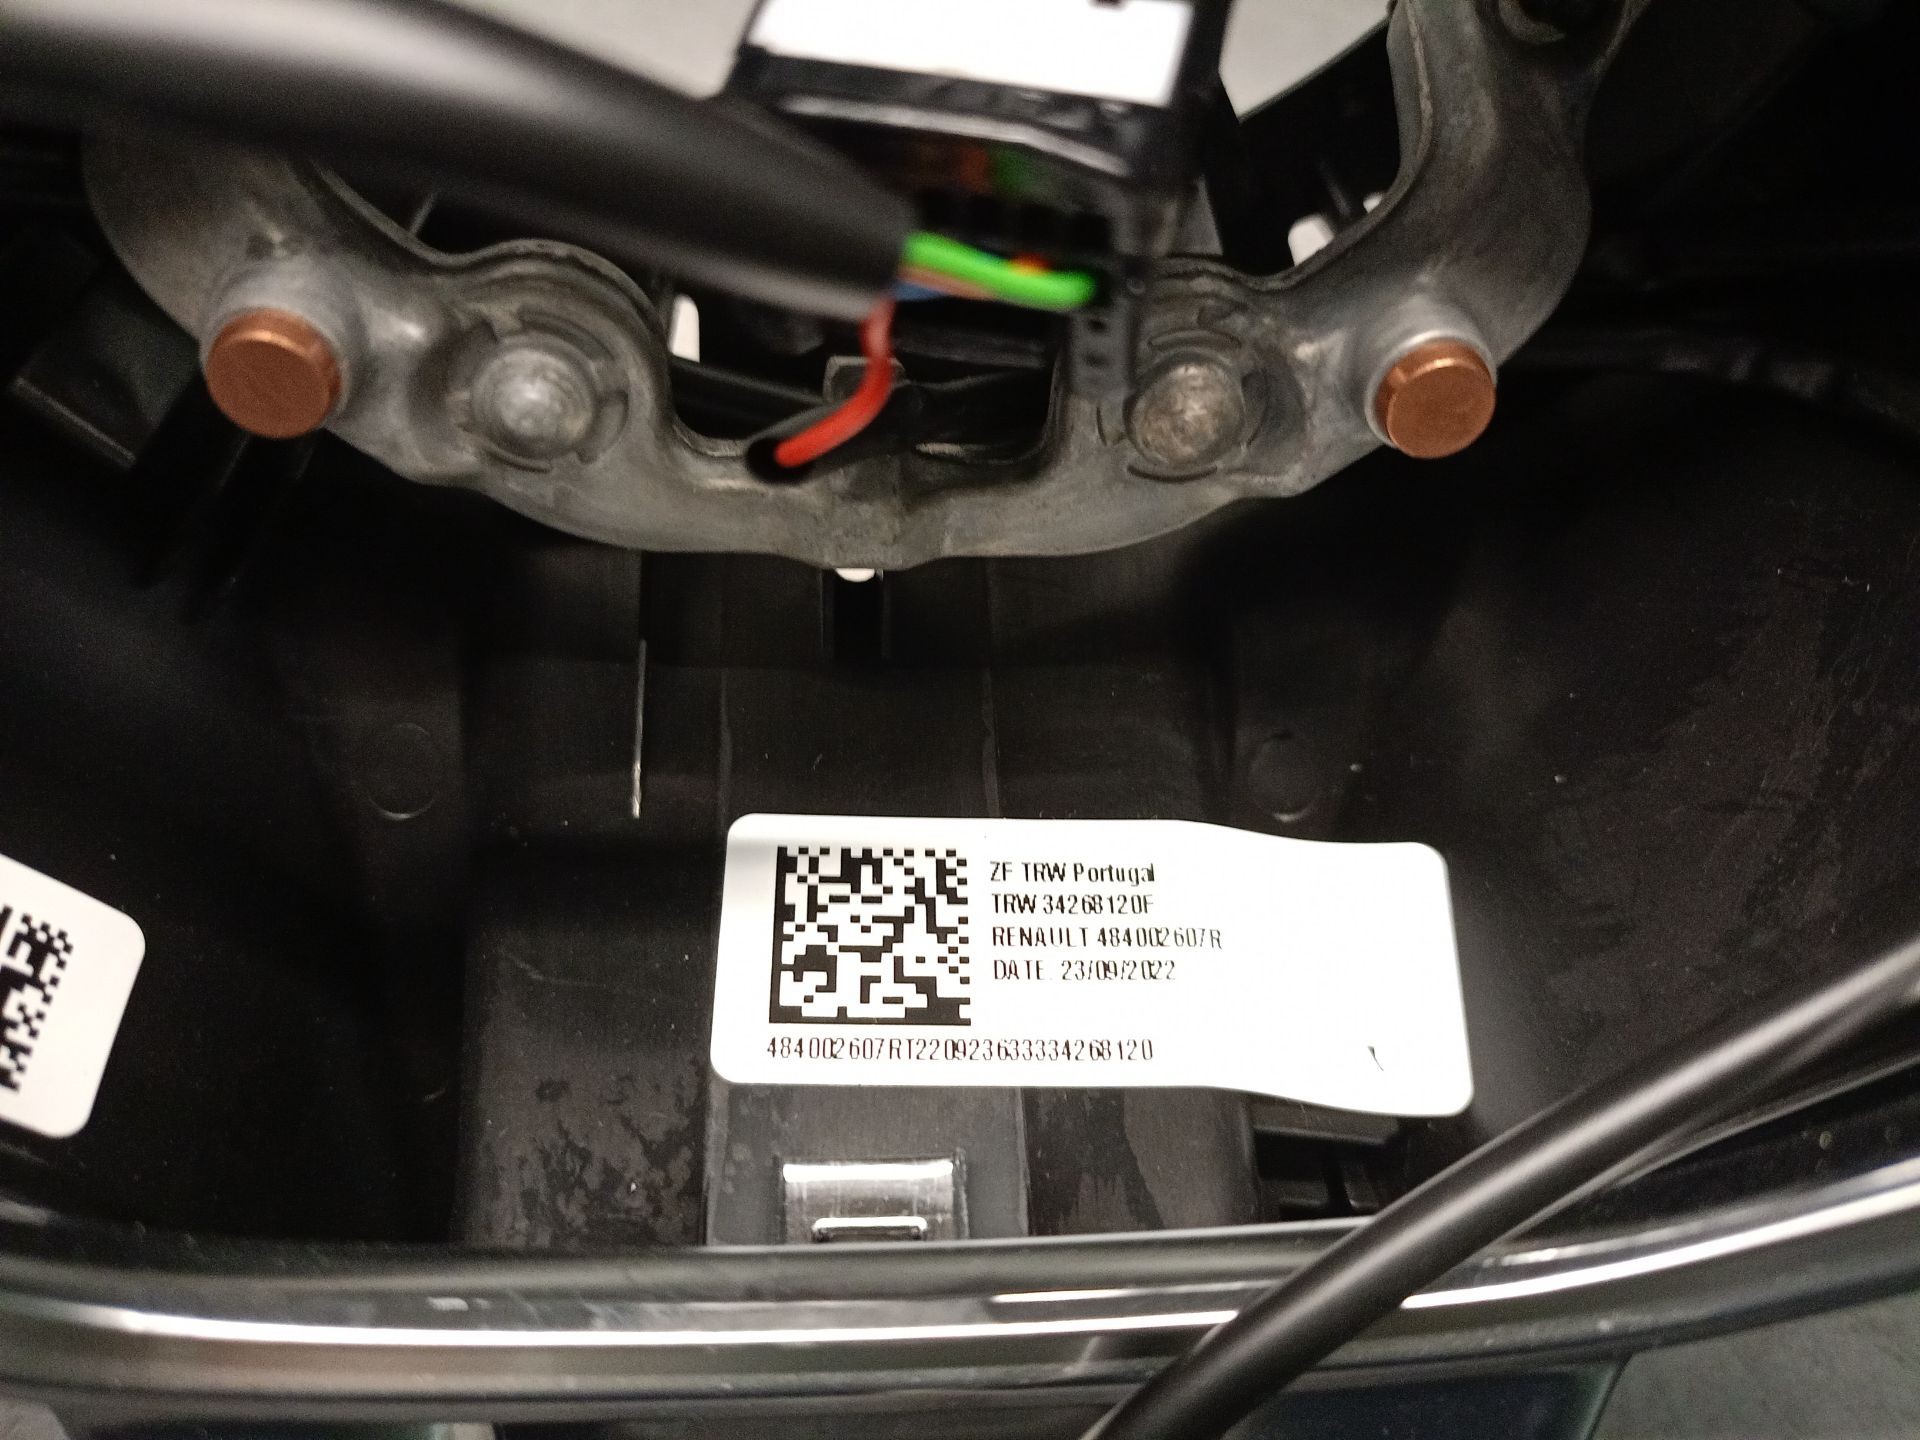 ZF TRW Portugal
TRW 34268120F
RENAULT 484002607R
DATE: 23/09/2022
484002607RT220923633334268120